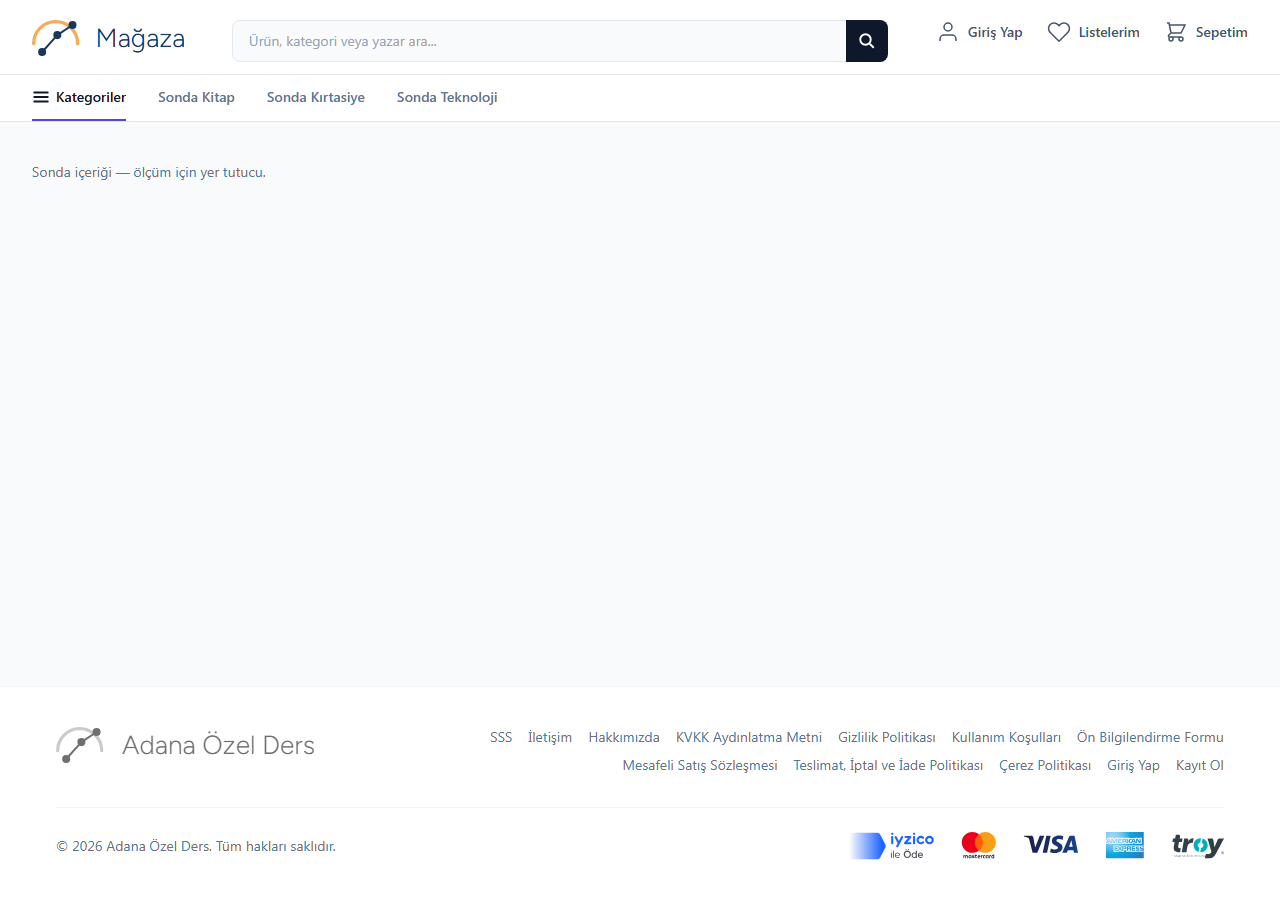 Mağaza
Ürün, kategori veya yazar ara...
Giriş Yap
Listelerim
Sepetim
Kategoriler
Sonda Kitap
Sonda Kırtasiye
Sonda Teknoloji
Sonda içeriği — ölçüm için yer tutucu.
Adana Özel Ders
SSS İletişim Hakkımızda KVKK Aydınlatma Metni Gizlilik Politikası Kullanım Koşulları Ön Bilgilendirme Formu
Mesafeli Satış Sözleşmesi Teslimat, İptal ve İade Politikası Çerez Politikası Giriş Yap Kayıt Ol
© 2026 Adana Özel Ders. Tüm hakları saklıdır.
iyzico
ile Öde
mastercard
VISA
AMERICAN
EXPRESS
troy